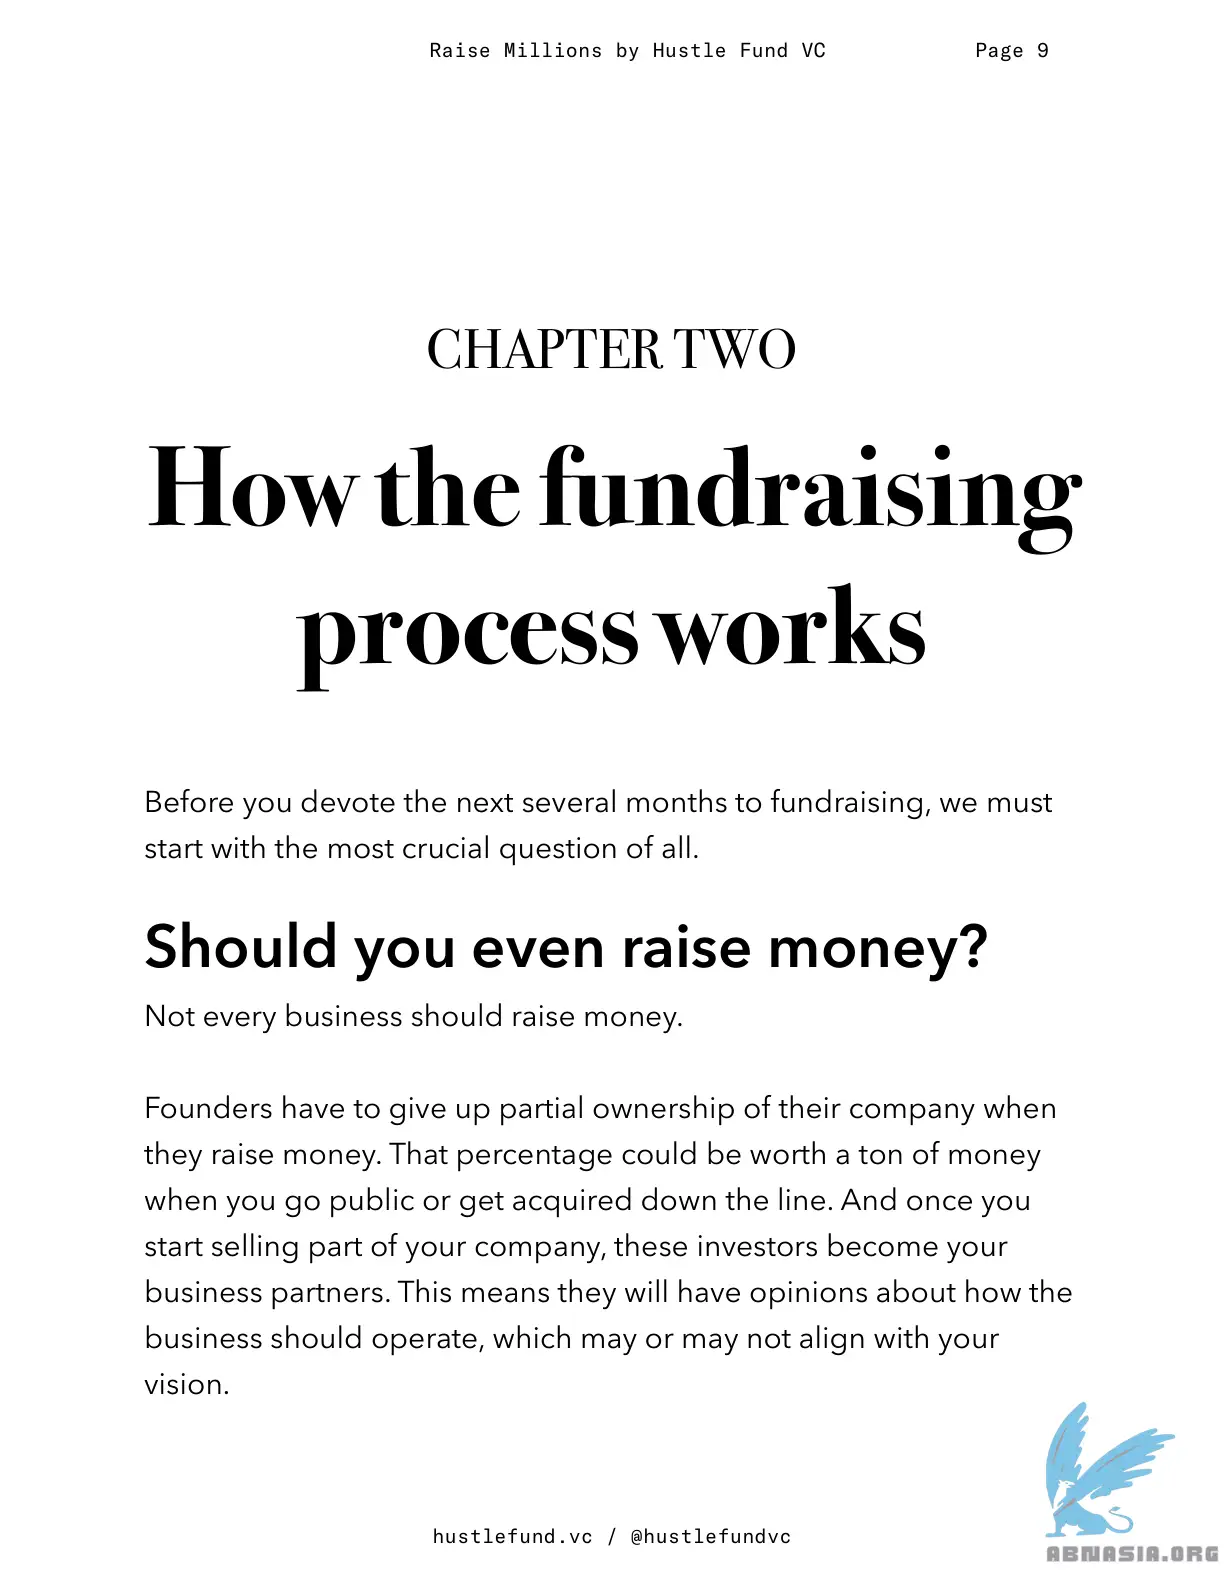 Raise Millions by Hustle Fund VC Page 9
CHAPTER TWO
How the fundraising
process works
Before you devote the next several months to fundraising, we must
start with the most crucial question of all.
Should you even raise money?
Not every business should raise money.
Founders have to give up partial ownership of their company when
they raise money. That percentage could be worth a ton of money
when you go public or get acquired down the line. And once you
start selling part of your company, these investors become your
business partners. This means they will have opinions about how the
business should operate, which may or may not align with your
vision.
hustlefund.vc / @hustlefundvc
ABNASIA.ORG